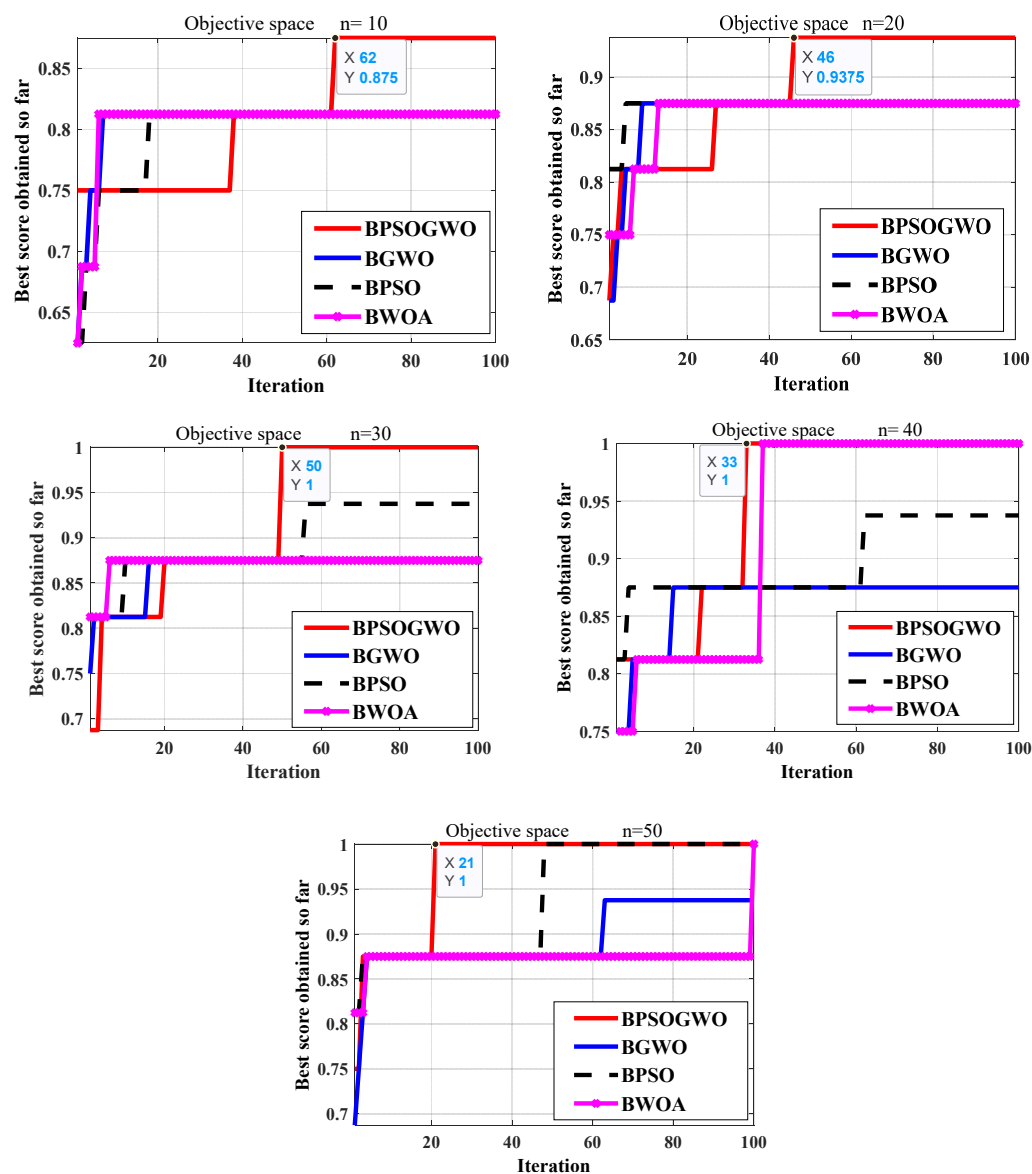 Objective space n= 10
X 62
Y 0.875
0.85
0.8
0.75
0.7
0.65
Best score obtained so far
BPSOGWO
BGWO
BPSO
BWOA
20 40 60 80 100
Iteration
Objective space n=20
X 46
Y 0.9375
0.9
0.85
0.8
0.75
0.7
0.65
Best score obtained so far
BPSOGWO
BGWO
BPSO
BWOA
20 40 60 80 100
Iteration
Objective space n=30
X 50
Y 1
1
0.95
0.9
0.85
0.8
0.75
0.7
Best score obtained so far
BPSOGWO
BGWO
BPSO
BWOA
20 40 60 80 100
Iteration
Objective space n= 40
X 33
Y 1
1
0.95
0.9
0.85
0.8
0.75
Best score obtained so far
BPSOGWO
BGWO
BPSO
BWOA
20 40 60 80 100
Iteration
Objective space n=50
X 21
Y 1
1
0.95
0.9
0.85
0.8
0.75
0.7
Best score obtained so far
BPSOGWO
BGWO
BPSO
BWOA
20 40 60 80 100
Iteration